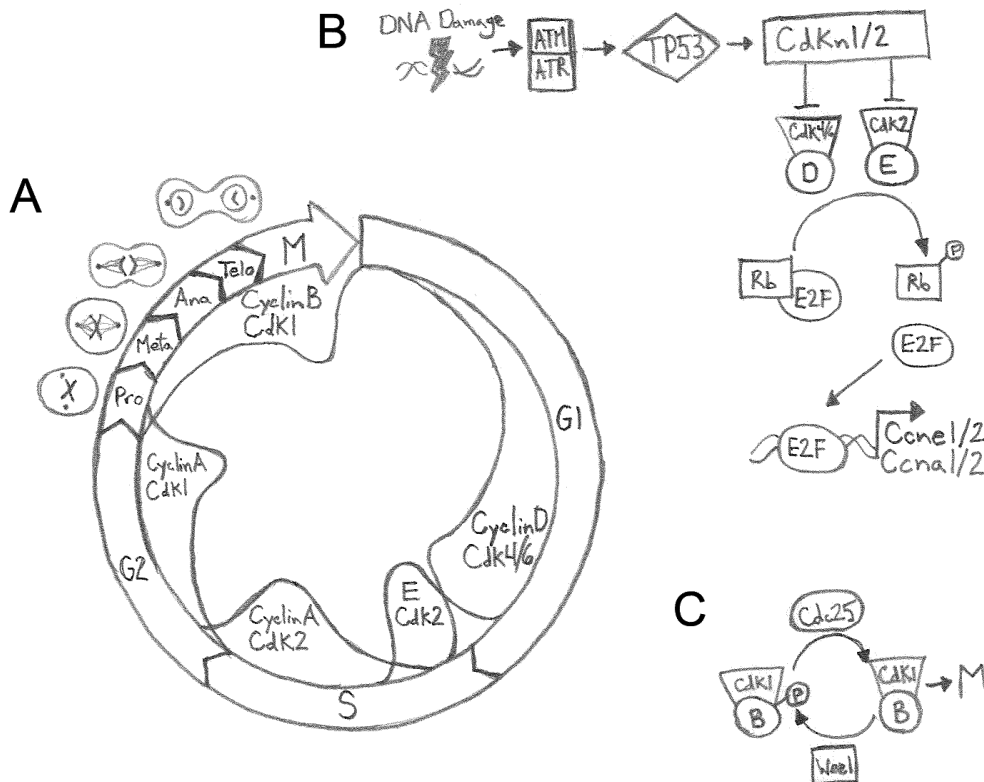 A
M
Telo
Ana
Meta
Pro
CyclinB
Cdk1
CyclinA
Cdk1
G2
CyclinA
Cdk2
S
E
Cdk2
CyclinD
Cdk4/6
G1
B
DNA Damage
ATM
ATR
TP53
Cdkn1/2
Cdk4/6
D
Cdk2
E
Rb
E2F
P
Rb
E2F
E2F
Ccne1/2
Ccna1/2
C
Cdc25
Cdk1
B
P
Cdk1
B
M
Wee1